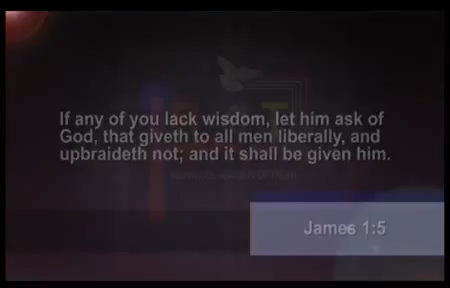 If any of you lack wisdom, let him ask of
God, that giveth to all men liberally, and
upbraideth not; and it shall be given him.
James 1:5